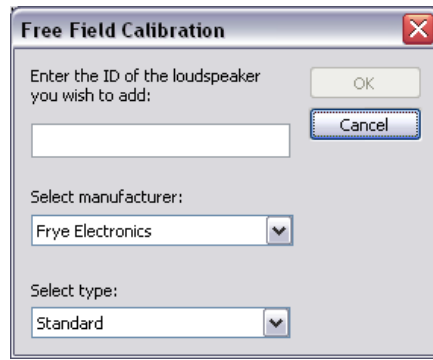 Free Field Calibration
Enter the ID of the loudspeaker
you wish to add:
OK
Cancel
Select manufacturer:
Frye Electronics
Select type:
Standard